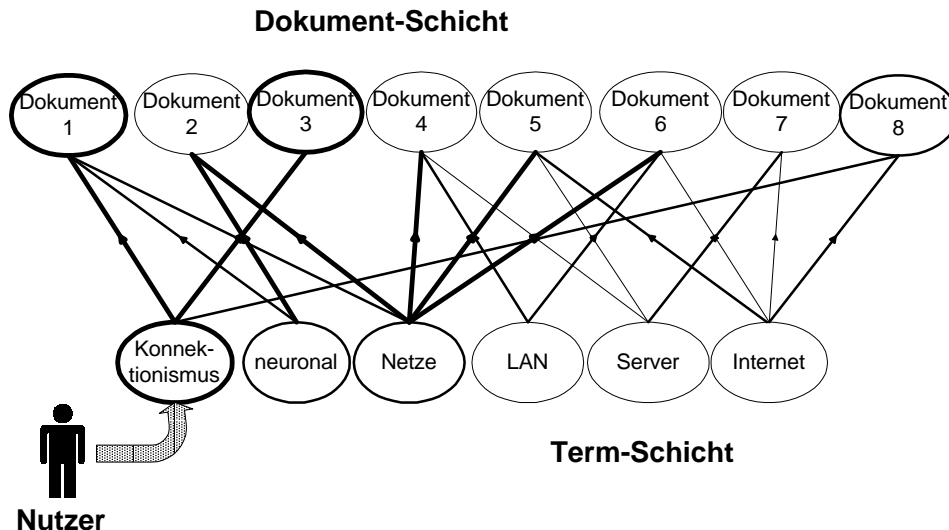 Dokument-Schicht
Dokument
1
Dokument
2
Dokument
3
Dokument
4
Dokument
5
Dokument
6
Dokument
7
Dokument
8
Konnek-
tionismus
neuronal
Netze
LAN
Server
Internet
Term-Schicht
Nutzer